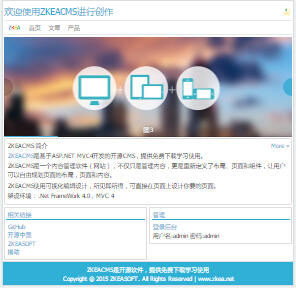 欢迎使用ZKEACMS进行创作
ZKEA 首页 文章 产品
图3
ZKEACMS 简介 More »
ZKEACMS是基于ASP.NET MVC4开发的开源CMS，提供免费下载学习使用。
ZKEACMS是一个内容管理软件（网站），不仅只是管理内容，更是重新定义了布局、页面和组件，让用户可以自由规划页面的布局，页面和内容。
ZKEACMS使用可视化编辑设计，所见即所得，可直接在页面上设计你要的页面。
架设环境：.Net FrameWork 4.0，MVC 4
相关链接
GitHub
开源中国
ZKEASOFT
捐助
管理
登录后台
用户名:admin 密码:admin
ZKEACMS是开源软件，提供免费下载学习使用
Copyright @ 2015 ZKEASOFT. All Rights Reserved | www.zkea.net